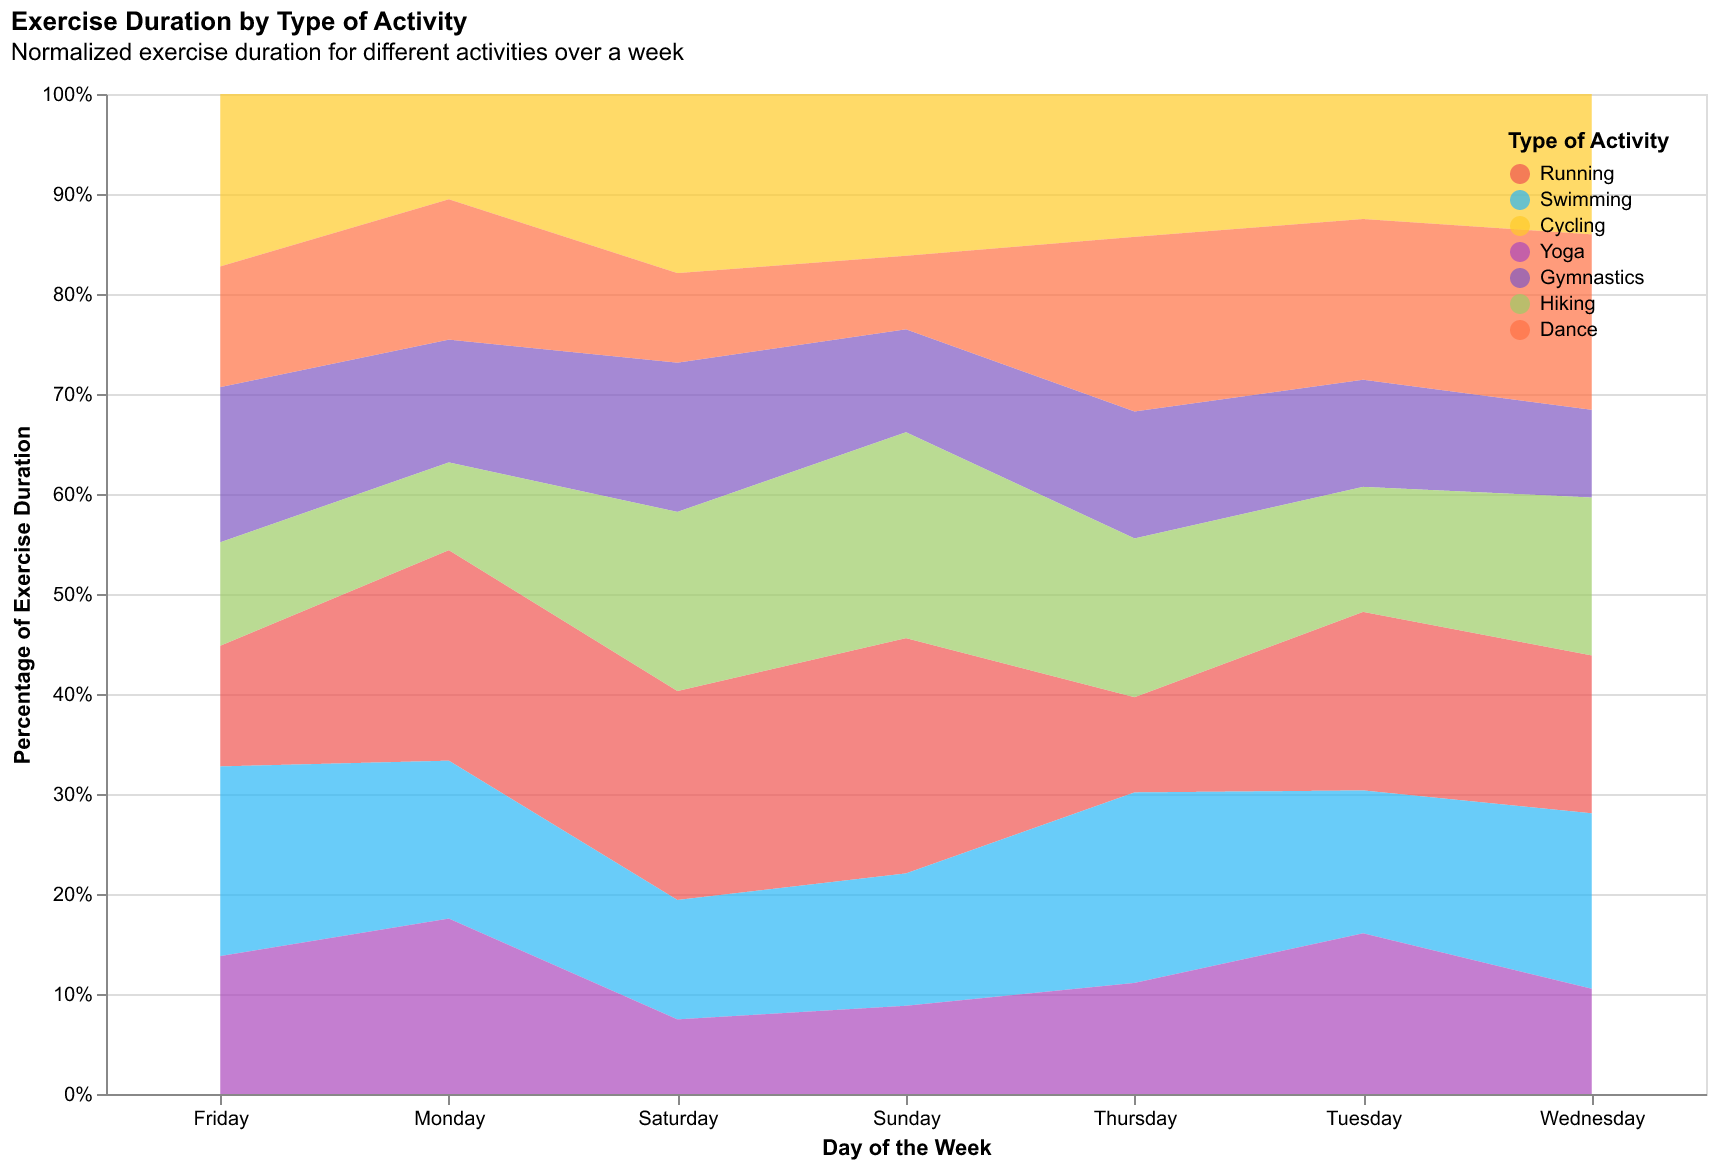 Exercise Duration by Type of Activity
Normalized exercise duration for different activities over a week
100%
90%
80%
70%
60%
50%
40%
30%
20%
10%
0%
Percentage of Exercise Duration
Type of Activity
Running
Swimming
Cycling
Yoga
Gymnastics
Hiking
Dance
Friday Monday Saturday Sunday Thursday Tuesday Wednesday
Day of the Week